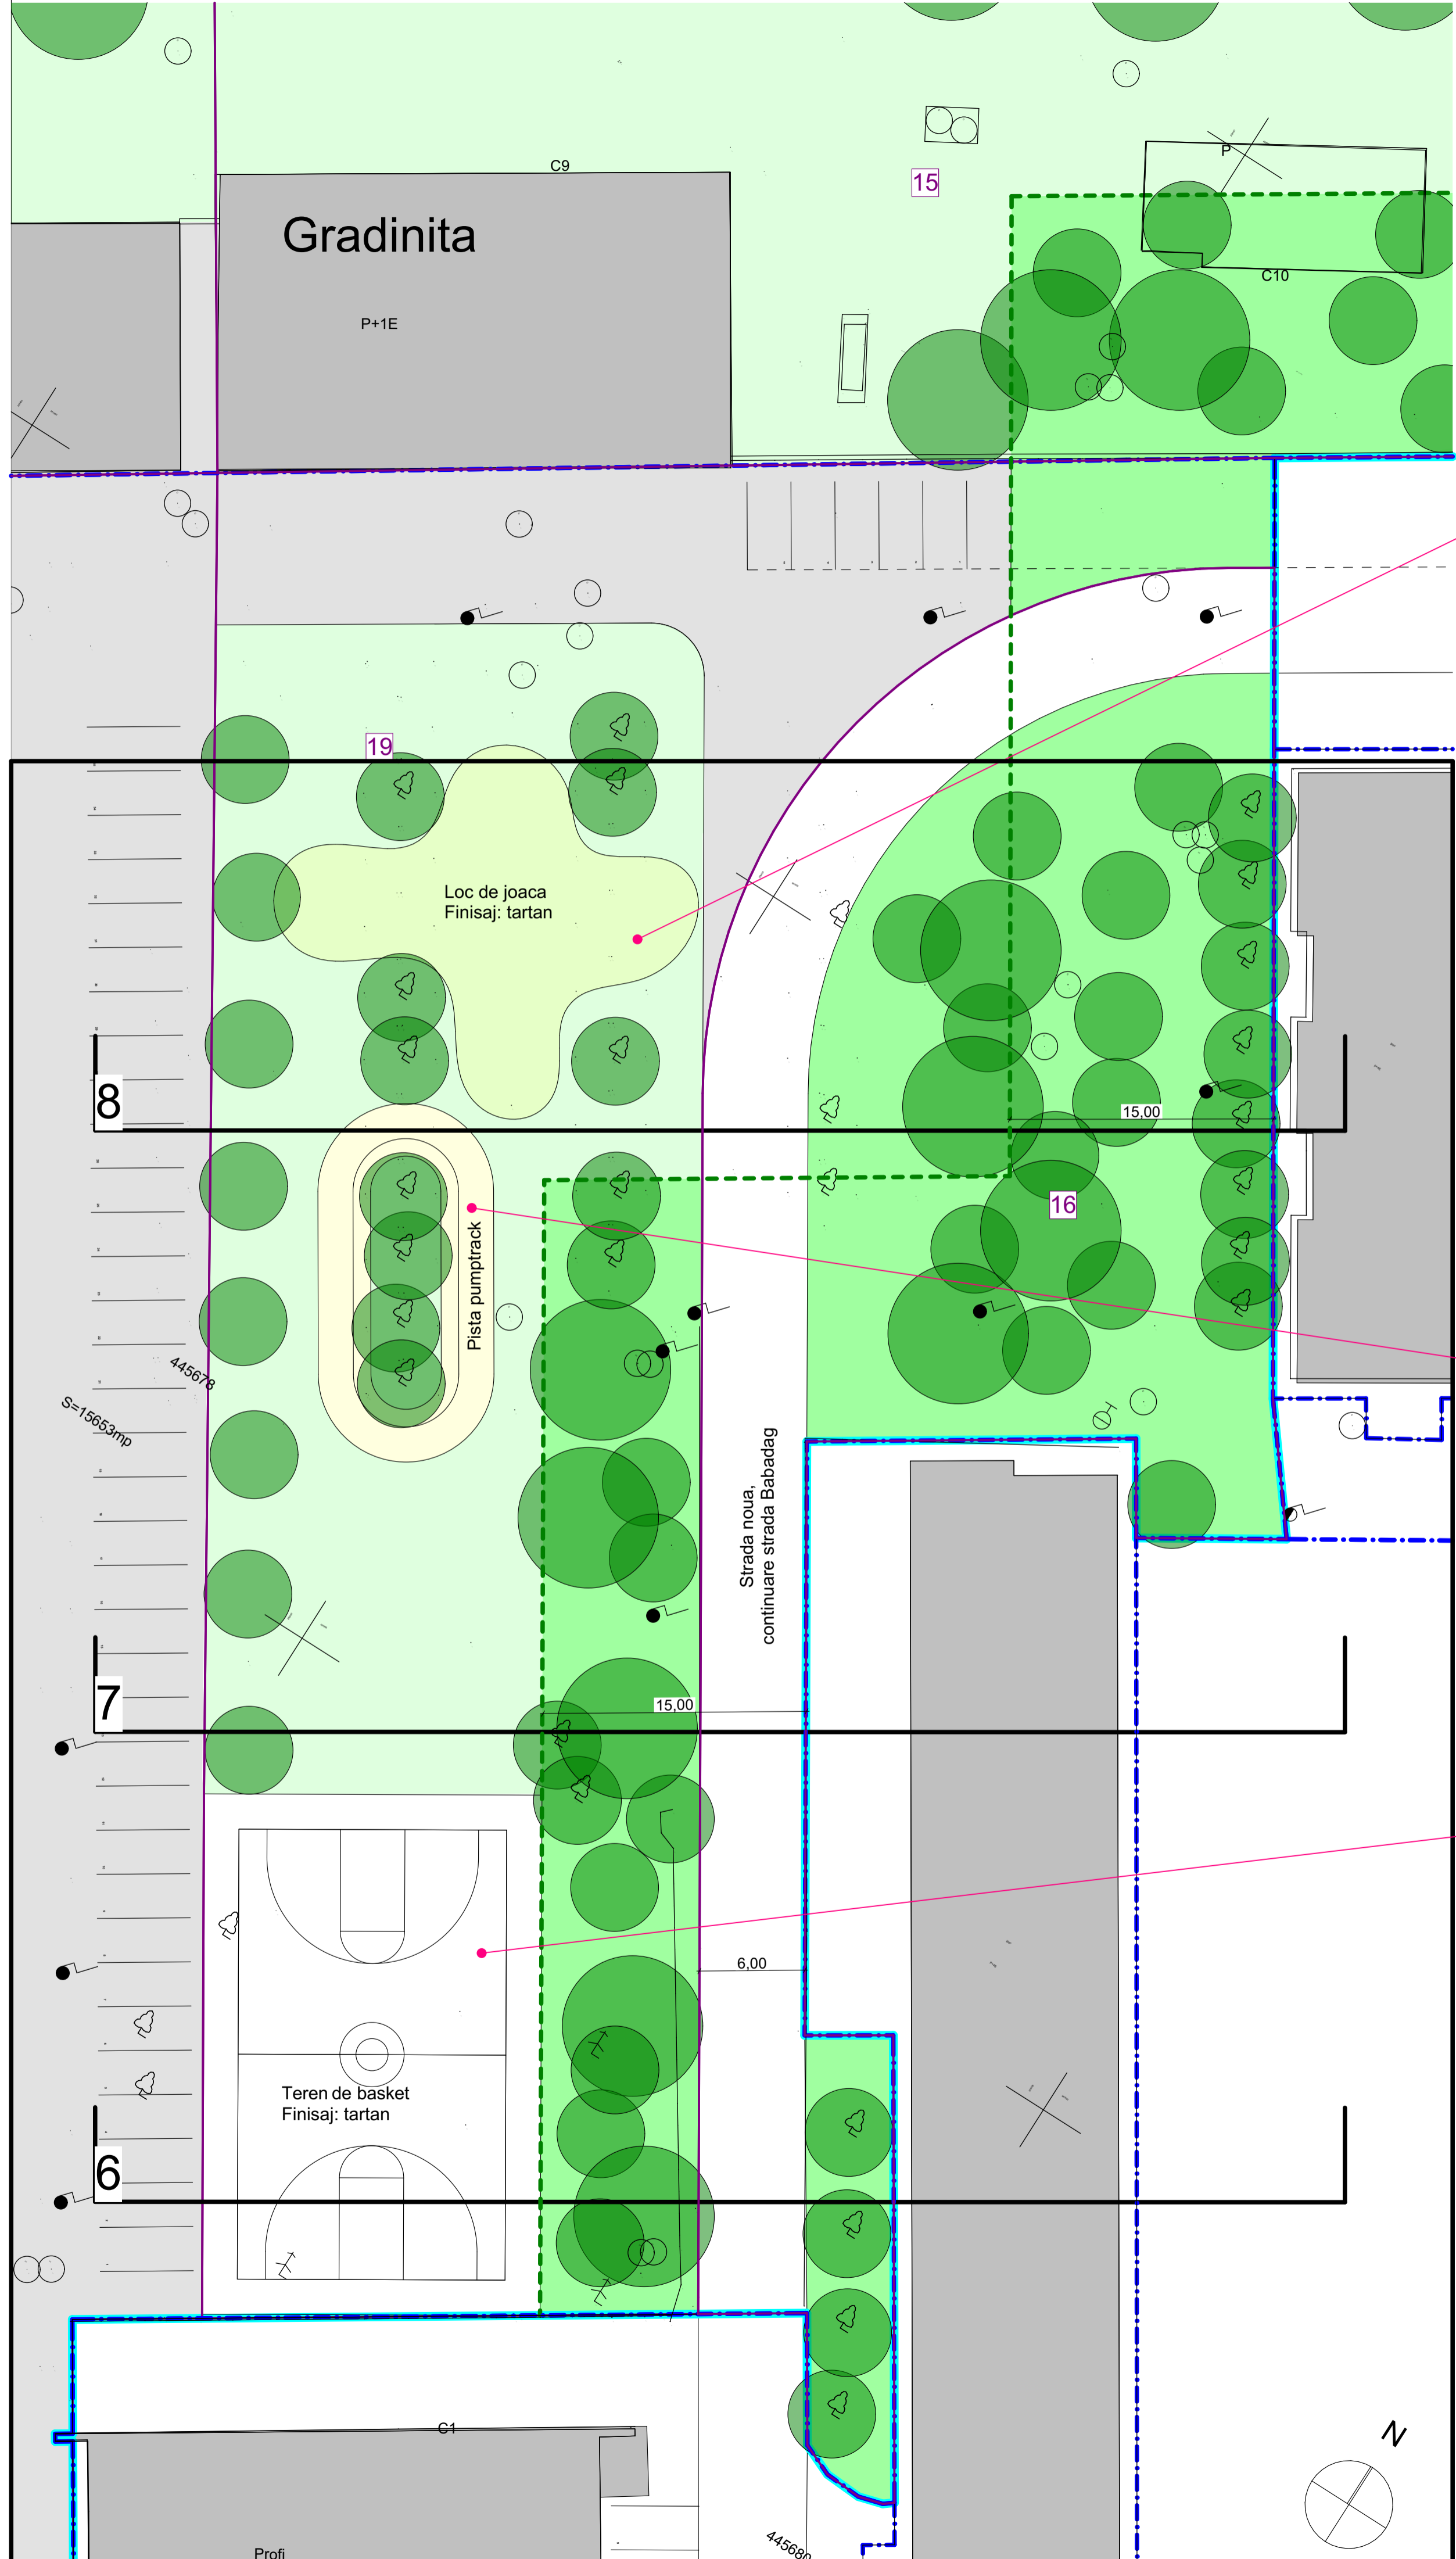 C9
P
15
Gradinita
C10
P+1E
19
Loc de joaca
Finisaj: tartan
8
15,00
16
Pista pumptrack
445678
S=15653mp
Strada noua,
continuare strada Babadag
7
15,00
6,00
Teren de basket
Finisaj: tartan
6
C1
N
Profi
445680